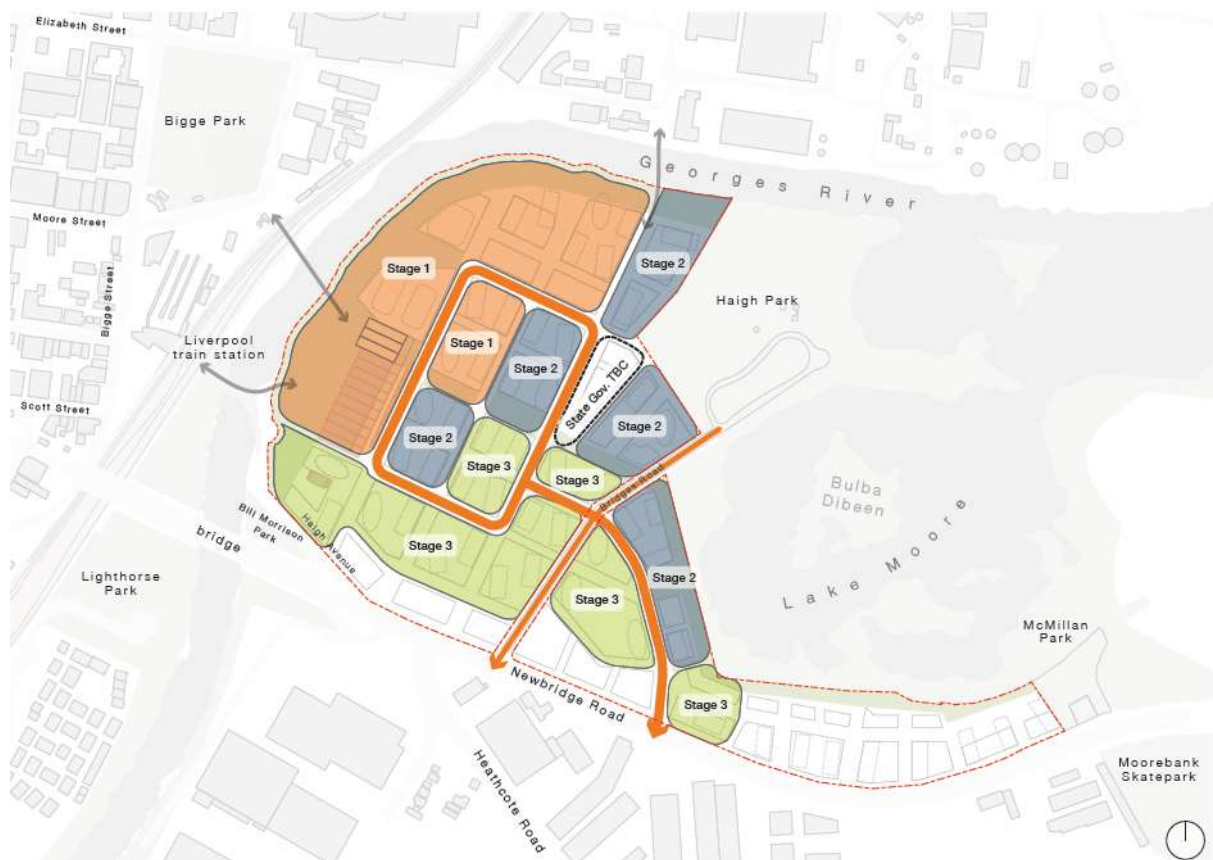 Elizabeth Street
Bigge Park
Georges River
Moore Street
Stage 1
Stage 2
Bigge Street
Haigh Park
Liverpool
train station
Stage 1
Stage 2
State Gov. TBC
Scott Street
Stage 2
Stage 2
Stage 3
Stage 3
Bridges Road
Bulba
Dibeen
Bill Morrison
Park
Haigh Avenue
bridge
Stage 3
Lake Moore
Lighthorse
Park
Stage 2
Stage 3
McMillan
Park
Newbridge Road
Stage 3
Heathcote Road
Moorebank
Skatepark